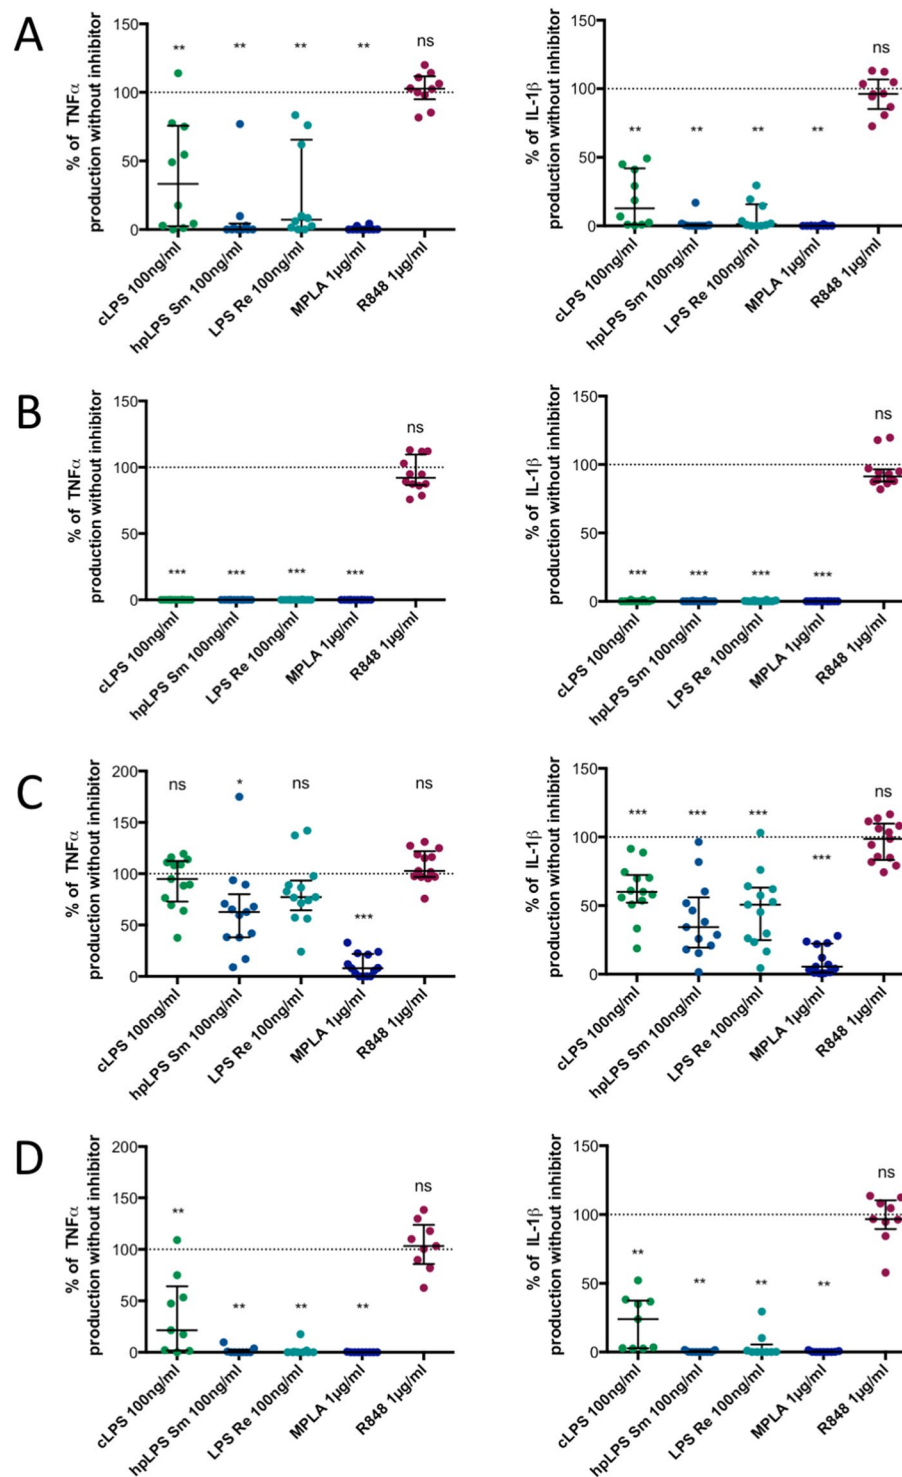 A
% of TNFα
production without inhibitor
150
100
50
0
**
**
**
**
ns
cLPS 100ng/ml
hpLPS Sm 100ng/ml
LPS Re 100ng/ml
MPLA 1µg/ml
R848 1µg/ml
% of IL-1β
production without inhibitor
150
100
50
0
**
**
**
**
ns
cLPS 100ng/ml
hpLPS Sm 100ng/ml
LPS Re 100ng/ml
MPLA 1µg/ml
R848 1µg/ml
B
% of TNFα
production without inhibitor
150
100
50
0
***
***
***
***
ns
cLPS 100ng/ml
hpLPS Sm 100ng/ml
LPS Re 100ng/ml
MPLA 1µg/ml
R848 1µg/ml
% of IL-1β
production without inhibitor
150
100
50
0
***
***
***
***
ns
cLPS 100ng/ml
hpLPS Sm 100ng/ml
LPS Re 100ng/ml
MPLA 1µg/ml
R848 1µg/ml
C
% of TNFα
production without inhibitor
200
150
100
50
0
ns
*
ns
***
ns
cLPS 100ng/ml
hpLPS Sm 100ng/ml
LPS Re 100ng/ml
MPLA 1µg/ml
R848 1µg/ml
% of IL-1β
production without inhibitor
150
100
50
0
***
***
***
***
ns
cLPS 100ng/ml
hpLPS Sm 100ng/ml
LPS Re 100ng/ml
MPLA 1µg/ml
R848 1µg/ml
D
% of TNFα
production without inhibitor
200
150
100
50
0
**
**
**
**
ns
cLPS 100ng/ml
hpLPS Sm 100ng/ml
LPS Re 100ng/ml
MPLA 1µg/ml
R848 1µg/ml
% of IL-1β
production without inhibitor
150
100
50
0
**
**
**
**
ns
cLPS 100ng/ml
hpLPS Sm 100ng/ml
LPS Re 100ng/ml
MPLA 1µg/ml
R848 1µg/ml